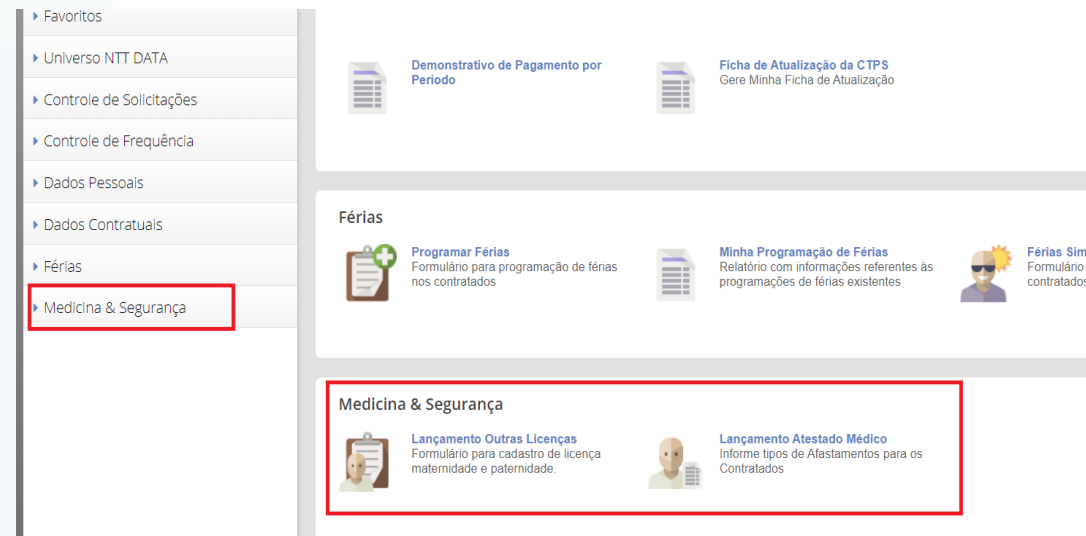 Favoritos
Universo NTT DATA
Controle de Solicitações
Controle de Frequência
Dados Pessoais
Dados Contratuais
Férias
Medicina & Segurança
Demonstrativo de Pagamento por
Periodo
Ficha de Atualização da CTPS
Gere Minha Ficha de Atualização
Férias
Programar Férias
Formulário para programação de férias
nos contratados
Minha Programação de Férias
Relatório com informações referentes às
programações de férias existentes
Férias Sim
Formulário
contratados
Medicina & Segurança
Lançamento Outras Licenças
Formulário para cadastro de licença
maternidade e paternidade.
Lançamento Atestado Médico
Informe tipos de Afastamentos para os
Contratados